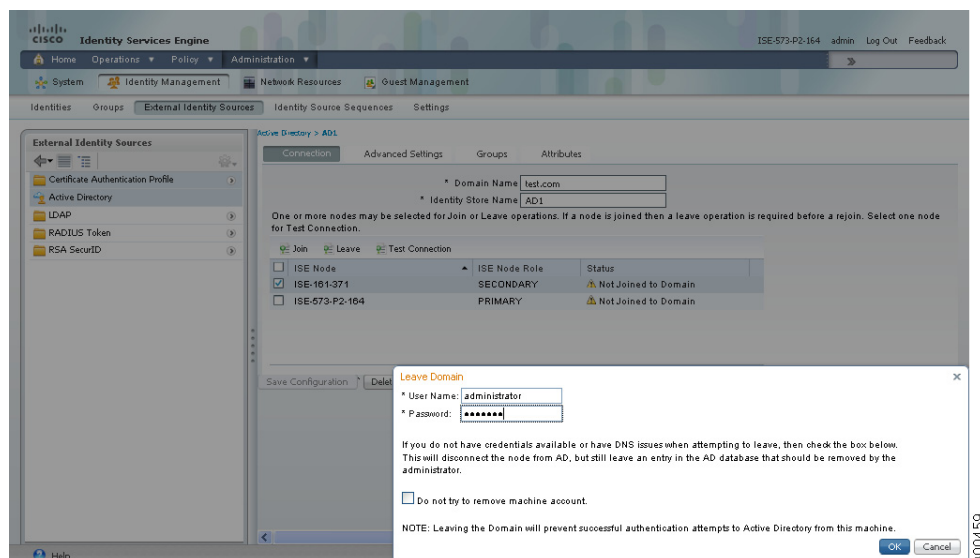 CISCO Identity Services Engine
ISE-573-P2-164 admin Log Out Feedback
Home Operations Policy Administration
System Identity Management Network Resources Guest Management
Identities Groups External Identity Sources Identity Source Sequences Settings
External Identity Sources
Certificate Authentication Profile
Active Directory
LDAP
RADIUS Token
RSA SecurID
Active Directory > AD1
Connection Advanced Settings Groups Attributes
* Domain Name test.com
* Identity Store Name AD1
One or more nodes may be selected for Join or Leave operations. If a node is joined then a leave operation is required before a rejoin. Select one node
for Test Connection.
Join Leave Test Connection
ISE Node ISE Node Role Status
ISE-161-371 SECONDARY Not Joined to Domain
ISE-573-P2-164 PRIMARY Not Joined to Domain
Save Configuration Delet
Leave Domain
* User Name: administrator
* Password: •••••••
If you do not have credentials available or have DNS issues when attempting to leave, then check the box below.
This will disconnect the node from AD, but still leave an entry in the AD database that should be removed by the
administrator.
Do not try to remove machine account.
NOTE: Leaving the Domain will prevent successful authentication attempts to Active Directory from this machine.
OK Cancel
Help